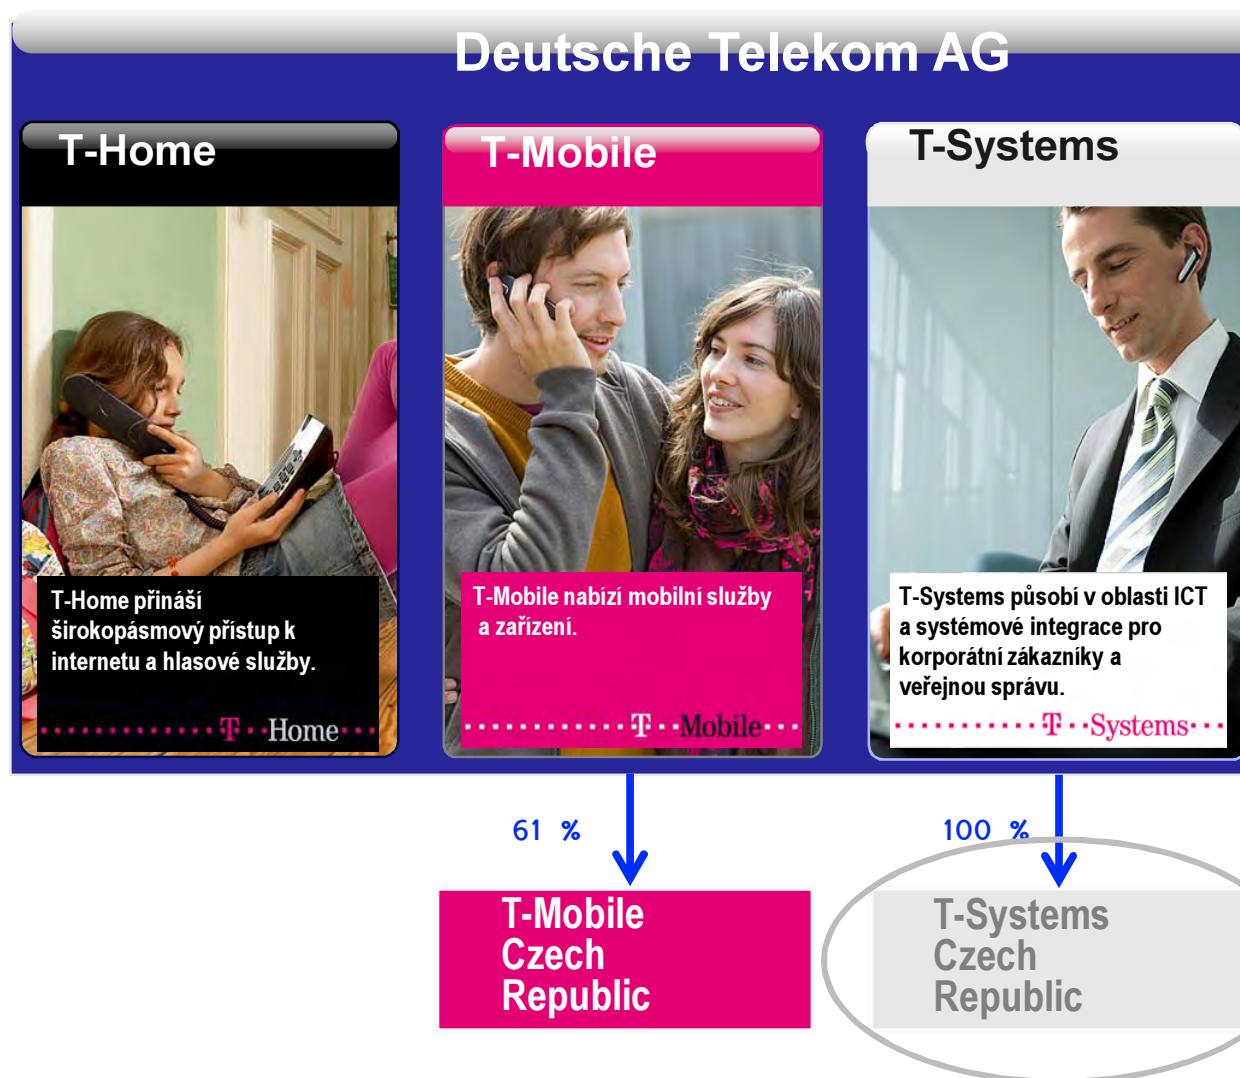 Deutsche Telekom AG
T-Home
T-Mobile
T-Systems
T-Home přináší
širokopásmový přístup k
internetu a hlasové služby.
T Home
T-Mobile nabízí mobilní služby
a zařízení.
T Mobile
T-Systems působí v oblasti ICT
a systémové integrace pro
korporátní zákazníky a
veřejnou správu.
T Systems
61 %
100 %
T-Mobile
Czech
Republic
T-Systems
Czech
Republic